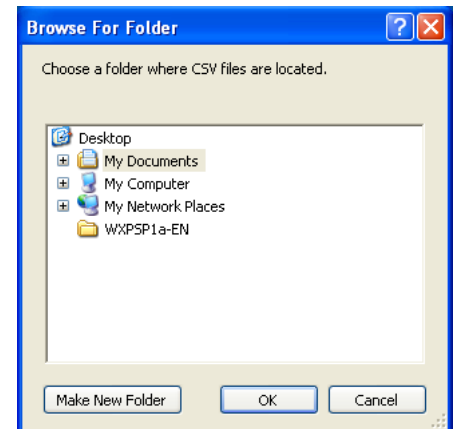 Browse For Folder
Choose a folder where CSV files are located.
Desktop
My Documents
My Computer
My Network Places
WXPSP1a-EN
Make New Folder OK Cancel